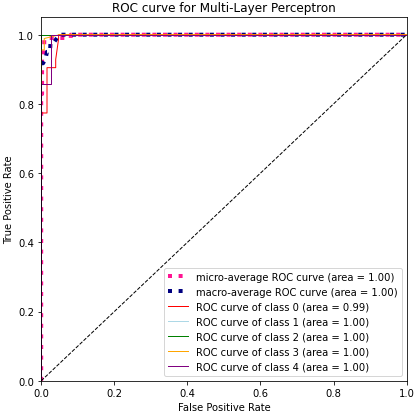 ROC curve for Multi-Layer Perceptron
1.0
0.8
0.6
0.4
0.2
0.0
True Positive Rate
micro-average ROC curve (area = 1.00)
macro-average ROC curve (area = 1.00)
ROC curve of class 0 (area = 0.99)
ROC curve of class 1 (area = 1.00)
ROC curve of class 2 (area = 1.00)
ROC curve of class 3 (area = 1.00)
ROC curve of class 4 (area = 1.00)
0.0 0.2 0.4 0.6 0.8 1.0
False Positive Rate